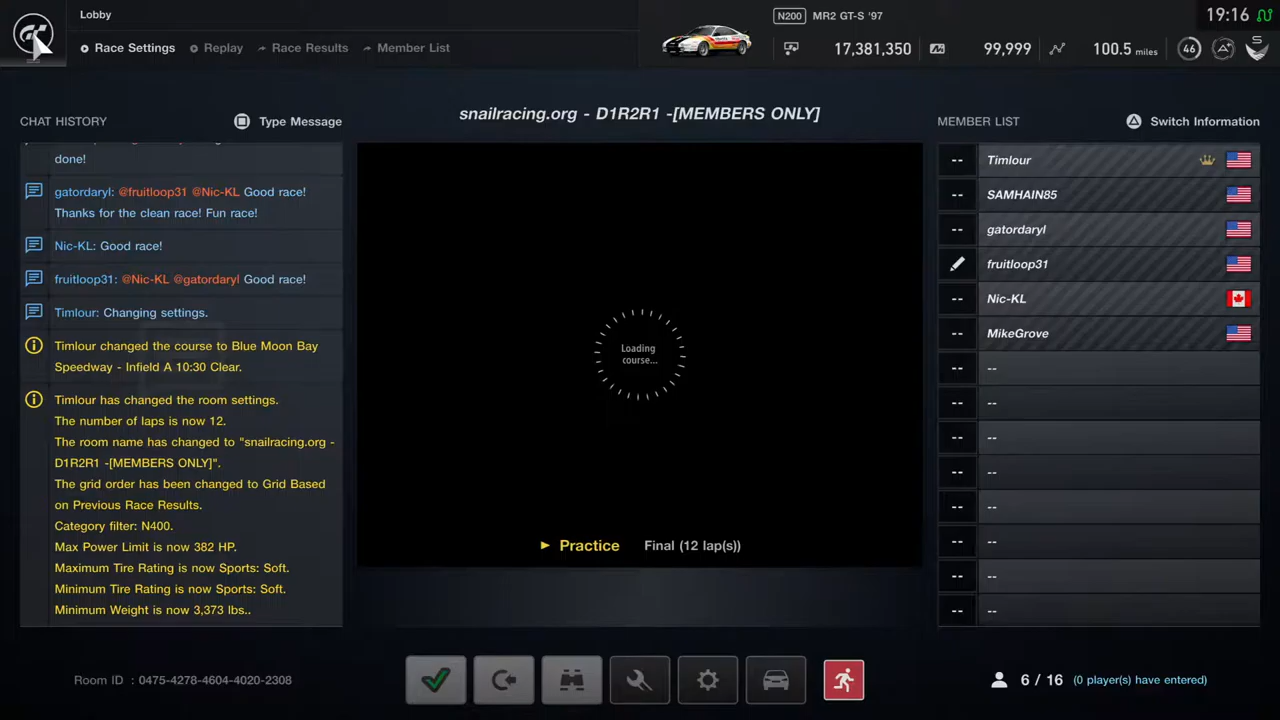 Lobby
N200 MR2 GT-S '97
19:16
Race Settings Replay Race Results Member List
17,381,350 99,999 100.5 miles 46 S
CHAT HISTORY Type Message
done!
gatordaryl: @fruitloop31 @Nic-KL Good race!
Thanks for the clean race! Fun race!
Nic-KL: Good race!
fruitloop31: @Nic-KL @gatordaryl Good race!
Timlour: Changing settings.
Timlour changed the course to Blue Moon Bay
Speedway - Infield A 10:30 Clear.
Timlour has changed the room settings.
The number of laps is now 12.
The room name has changed to "snailracing.org -
D1R2R1 -[MEMBERS ONLY]".
The grid order has been changed to Grid Based
on Previous Race Results.
Category filter: N400.
Max Power Limit is now 382 HP.
Maximum Tire Rating is now Sports: Soft.
Minimum Tire Rating is now Sports: Soft.
Minimum Weight is now 3,373 lbs..
snailracing.org - D1R2R1 -[MEMBERS ONLY]
Loading
course...
Practice Final (12 lap(s))
MEMBER LIST Switch Information
-- Timlour
-- SAMHAIN85
-- gatordaryl
fruitloop31
-- Nic-KL
-- MikeGrove
-- --
-- --
-- --
-- --
-- --
-- --
-- --
-- --
Room ID : 0475-4278-4604-4020-2308
6 / 16 (0 player(s) have entered)